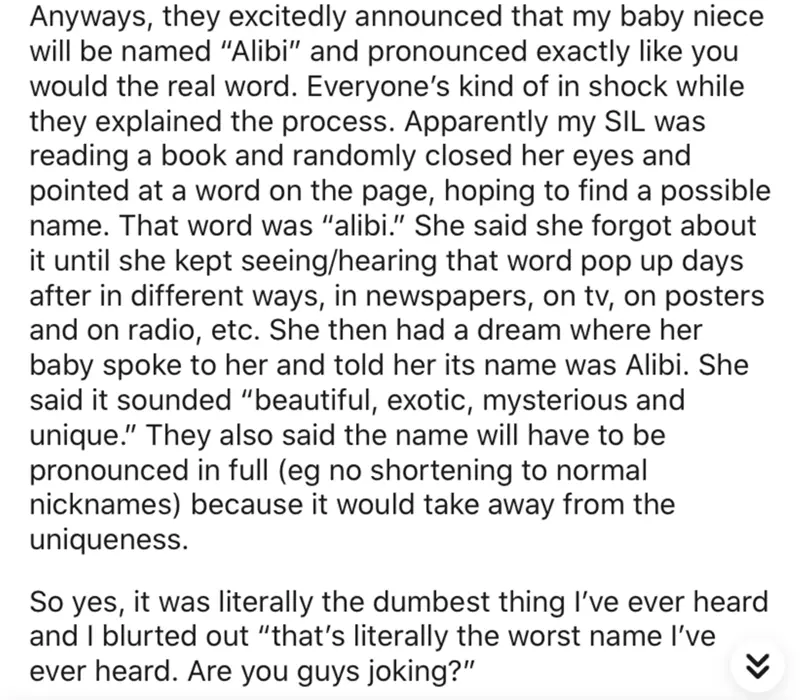 Anyways, they excitedly announced that my baby niece
will be named “Alibi” and pronounced exactly like you
would the real word. Everyone’s kind of in shock while
they explained the process. Apparently my SIL was
reading a book and randomly closed her eyes and
pointed at a word on the page, hoping to find a possible
name. That word was “alibi.” She said she forgot about
it until she kept seeing/hearing that word pop up days
after in different ways, in newspapers, on tv, on posters
and on radio, etc. She then had a dream where her
baby spoke to her and told her its name was Alibi. She
said it sounded “beautiful, exotic, mysterious and
unique.” They also said the name will have to be
pronounced in full (eg no shortening to normal
nicknames) because it would take away from the
uniqueness.
So yes, it was literally the dumbest thing I’ve ever heard
and I blurted out “that’s literally the worst name I’ve
ever heard. Are you guys joking?”